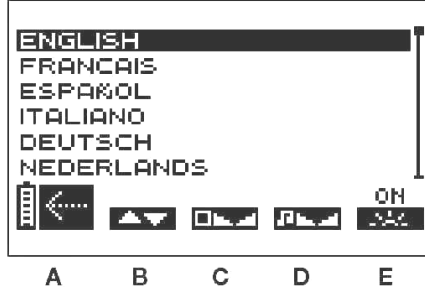 ENGLISH
FRANCAIS
ESPAÑOL
ITALIANO
DEUTSCH
NEDERLANDS
ON
A B C D E